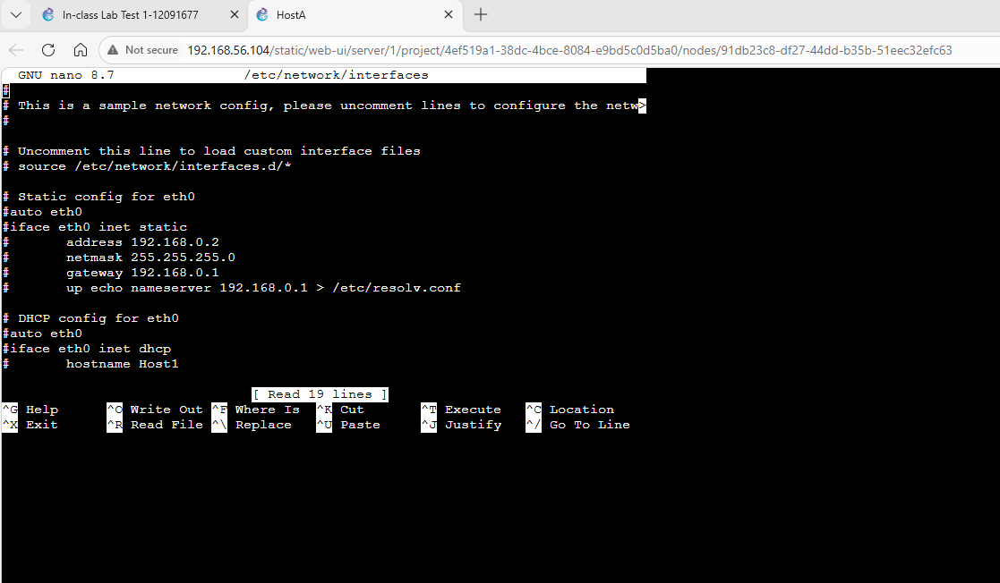 In-class Lab Test 1-12091677
HostA
Not secure 192.168.56.104/static/web-ui/server/1/project/4ef519a1-38dc-4bce-8084-e9bd5c0d5ba0/nodes/91db23c8-df27-44dd-b35b-51eec32efc63
GNU nano 8.7 /etc/network/interfaces
#
# This is a sample network config, please uncomment lines to configure the netw>
#
# Uncomment this line to load custom interface files
# source /etc/network/interfaces.d/*
# Static config for eth0
#auto eth0
#iface eth0 inet static
# address 192.168.0.2
# netmask 255.255.255.0
# gateway 192.168.0.1
# up echo nameserver 192.168.0.1 > /etc/resolv.conf
# DHCP config for eth0
#auto eth0
#iface eth0 inet dhcp
# hostname Host1
[ Read 19 lines ]
^G Help ^O Write Out ^F Where Is ^K Cut ^T Execute ^C Location
^X Exit ^R Read File ^\ Replace ^U Paste ^J Justify ^/ Go To Line